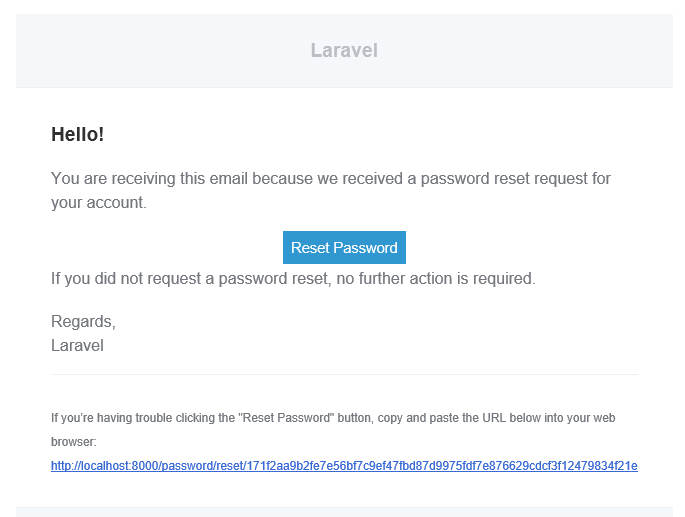 Laravel
Hello!
You are receiving this email because we received a password reset request for
your account.
Reset Password
If you did not request a password reset, no further action is required.
Regards,
Laravel
If you're having trouble clicking the "Reset Password" button, copy and paste the URL below into your web
browser:
http://localhost:8000/password/reset/171f2aa9b2fe7e56bf7c9ef47fbd87d9975fdf7e876629cdcf3f12479834f21e